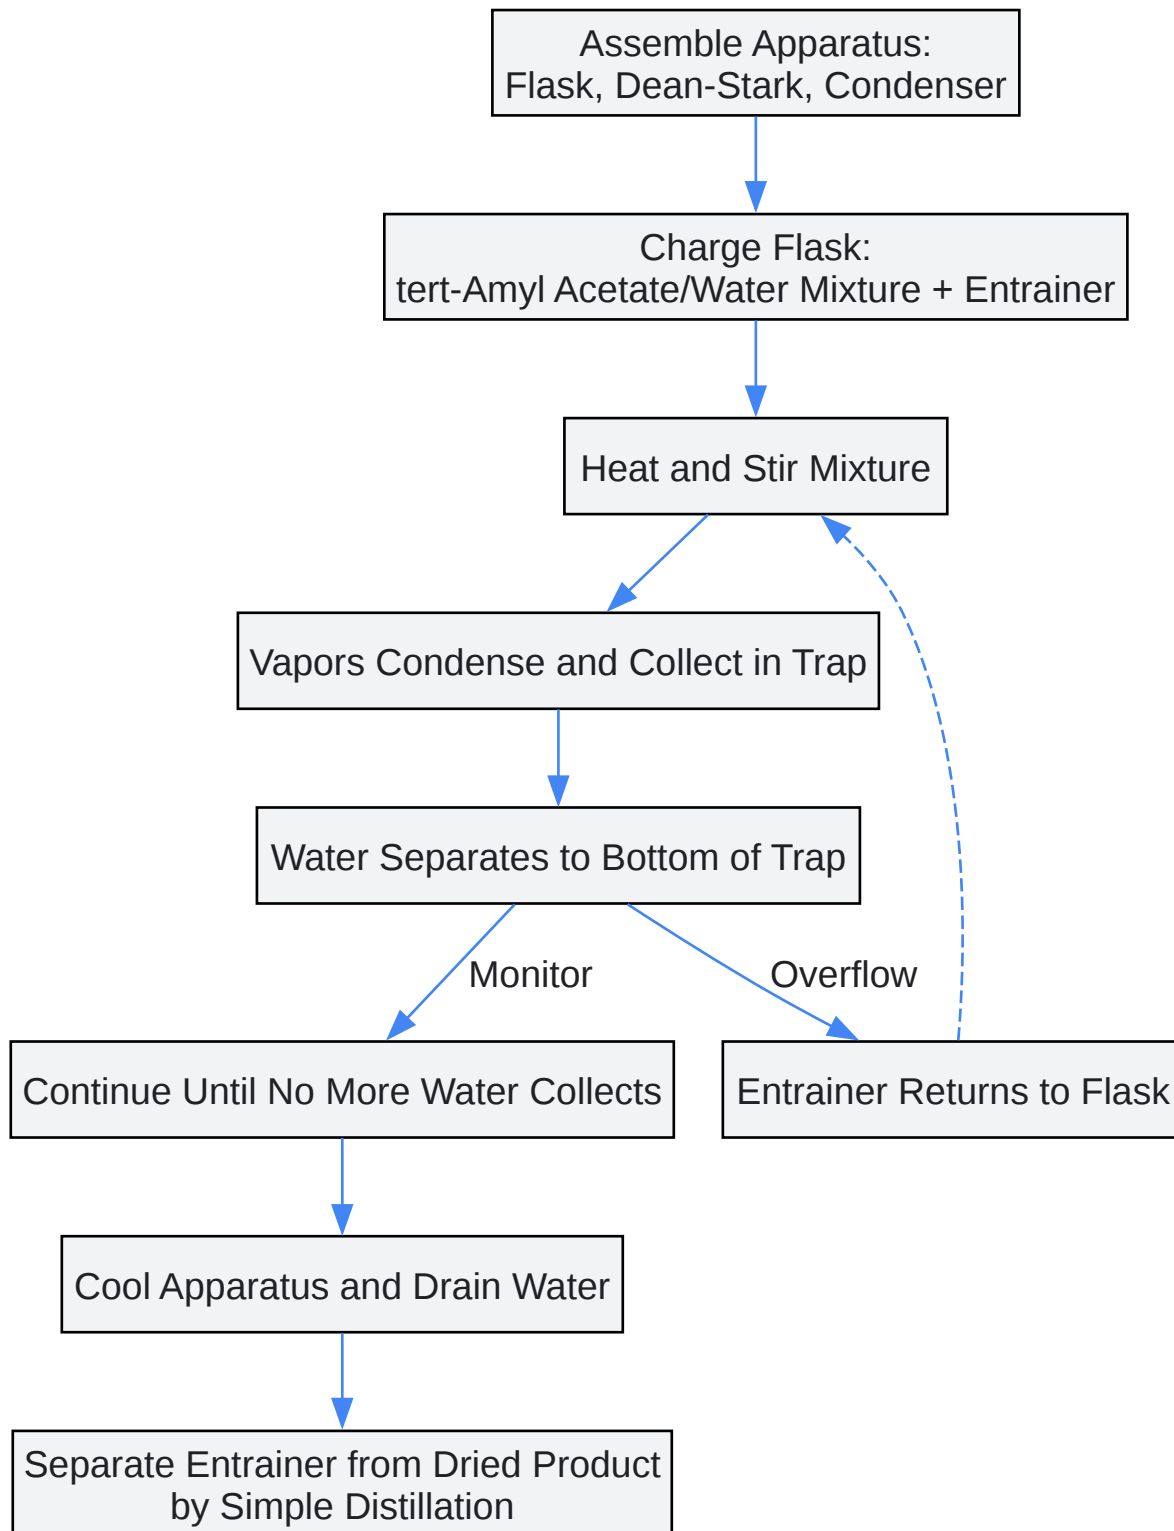 Assemble Apparatus:
Flask, Dean-Stark, Condenser
Charge Flask:
tert-Amyl Acetate/Water Mixture + Entrainer
Heat and Stir Mixture
Vapors Condense and Collect in Trap
Water Separates to Bottom of Trap
Monitor
Overflow
Continue Until No More Water Collects
Entrainer Returns to Flask
Cool Apparatus and Drain Water
Separate Entrainer from Dried Product
by Simple Distillation